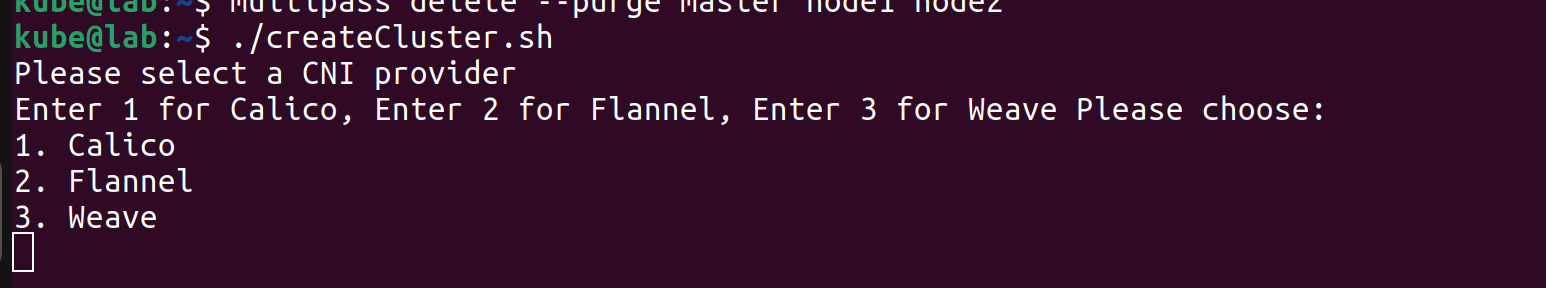 kube@lab:~$ multipass delete --purge master node1 node2
kube@lab:~$ ./createCluster.sh
Please select a CNI provider
Enter 1 for Calico, Enter 2 for Flannel, Enter 3 for Weave Please choose:
1. Calico
2. Flannel
3. Weave